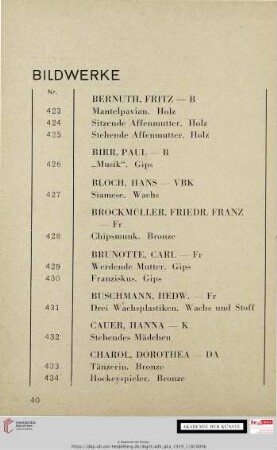 BILDWERKE
Nr.
BERNUTH, FRITZ — B
423 Mantelpavian. Holz
424 Sitzende Affenmutter. Holz
425 Stehende Affenmutter. Holz
BIRR, PAUL — B
426 „Musik“. Gips
BLOCH, HANS — VBK
427 Siamese. Wachs
BROCKMÜLLER, FRIEDR. FRANZ
— Fr
428 Chipsmunk. Bronze
BRUNOTTE, CARL — Fr
429 Werdende Mutter. Gips
430 Franziskus. Gips
BUSCHMANN, HEDW. — Fr
431 Drei Wachsplastiken. Wachs und Stoff
CAUER, HANNA — K
432 Stehendes Mädchen
CHAROL, DOROTHEA — DA
433 Tänzerin. Bronze
434 Hockeyspieler. Bronze
40
AKADEMIE DER KÜNSTE